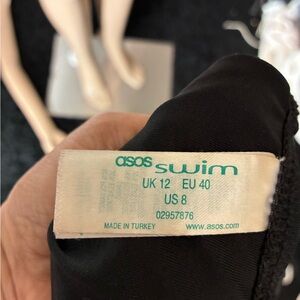 asos swim
UK 12 EU 40
US 8
02957876
MADE IN TURKEY www.asos.com